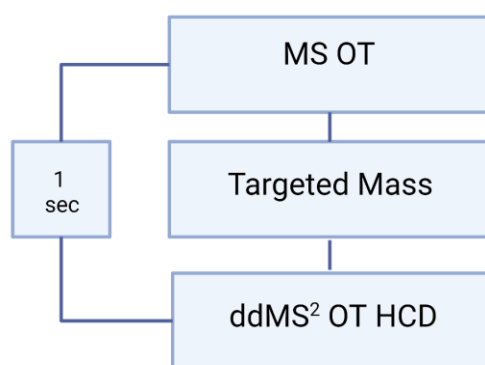 MS OT
1
sec
Targeted Mass
ddMS² OT HCD